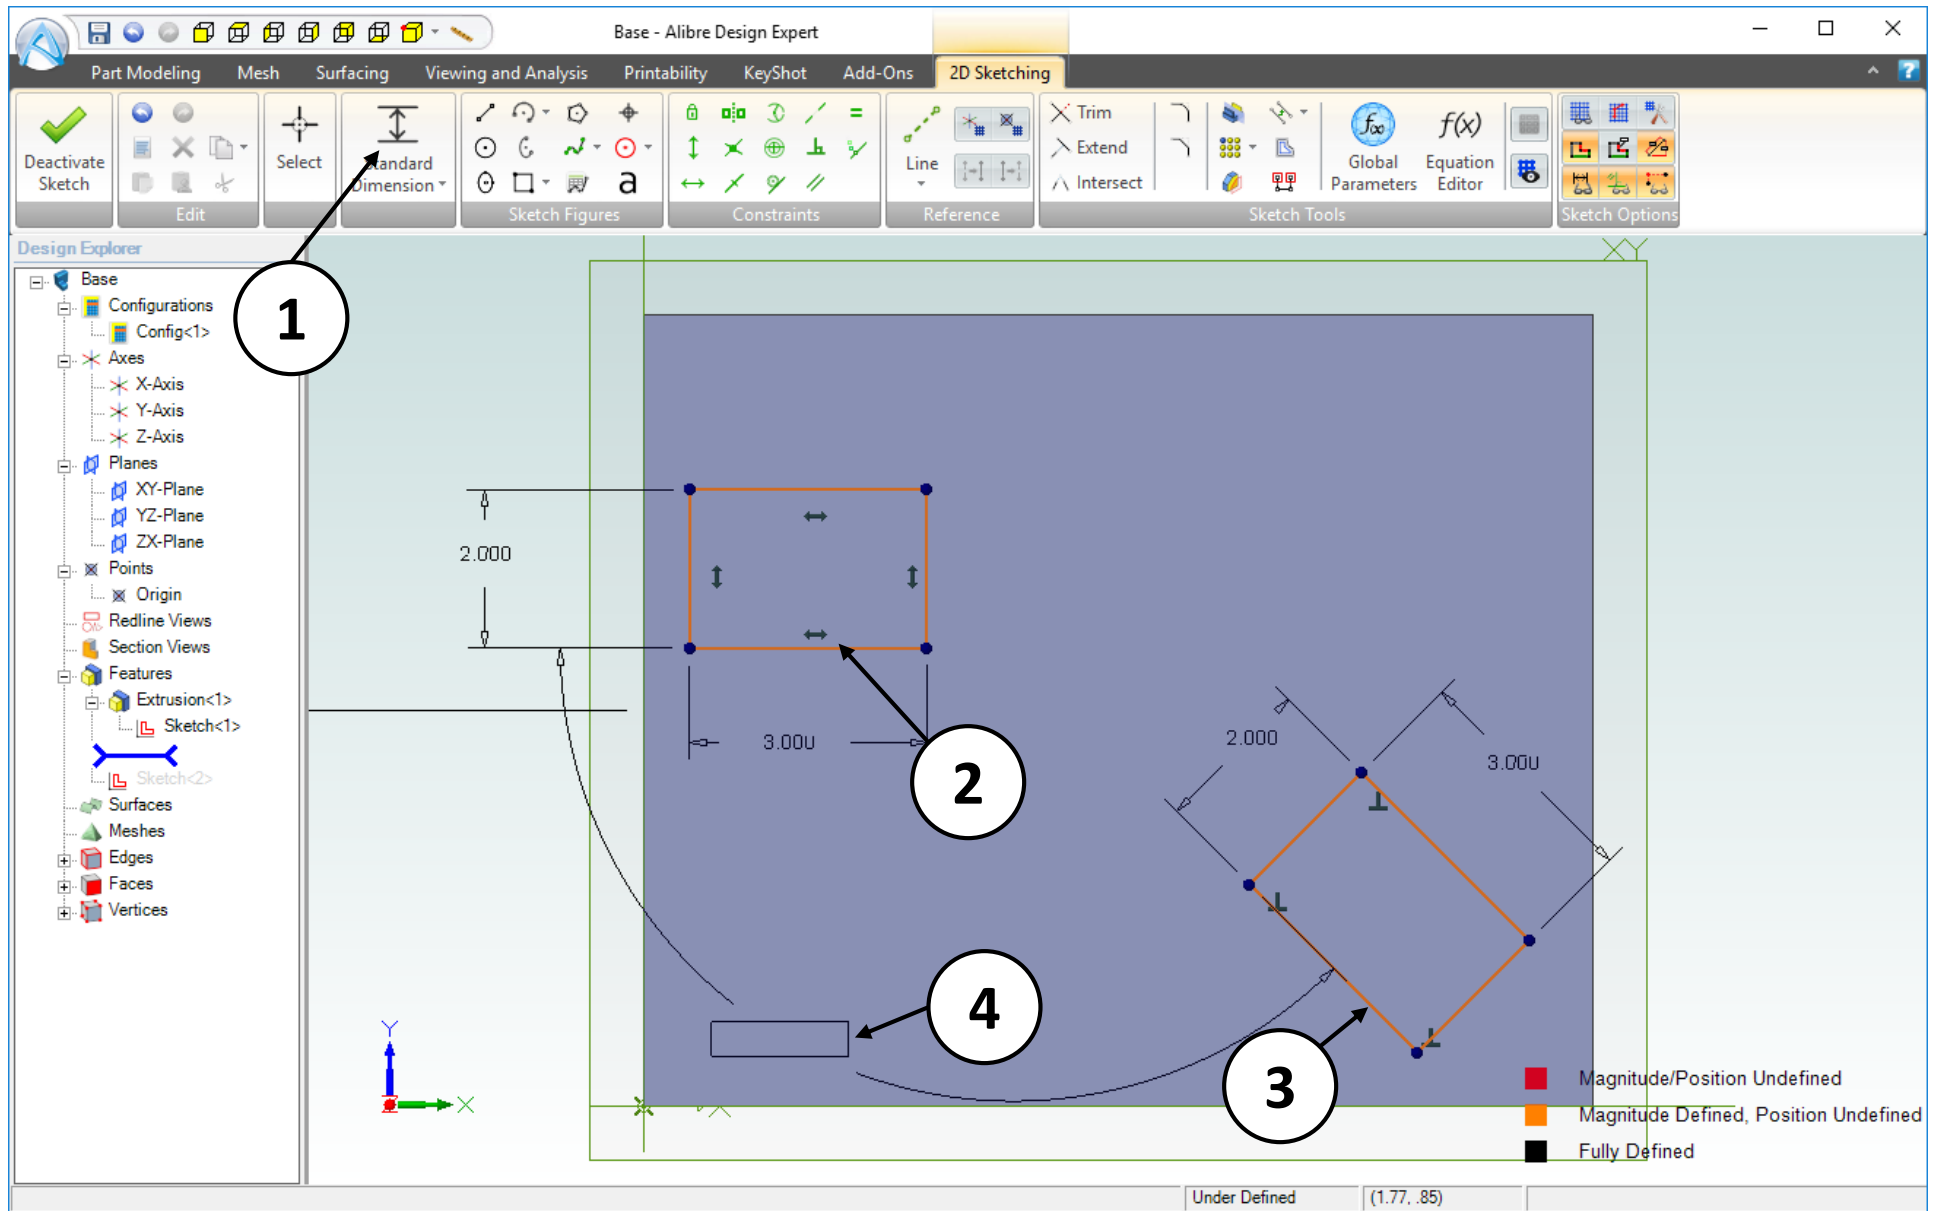 Base - Alibre Design Expert
Part Modeling Mesh Surfacing Viewing and Analysis Printability KeyShot Add-Ons 2D Sketching
Deactivate Sketch
Edit
Select
Standard Dimension
Sketch Figures
a
Constraints
Line
Reference
Trim
Extend
Intersect
Sketch Tools
Global Parameters
f(x)
Equation Editor
Sketch Options
Design Explorer
Base
Configurations
Config<1>
Axes
X-Axis
Y-Axis
Z-Axis
Planes
XY-Plane
YZ-Plane
ZX-Plane
Points
Origin
Redline Views
Section Views
Features
Extrusion<1>
Sketch<1>
Sketch<2>
Surfaces
Meshes
Edges
Faces
Vertices
1
XY
2.000
3.000
2
2.000
3.000
4
3
Y
X
X
Magnitude/Position Undefined
Magnitude Defined, Position Undefined
Fully Defined
Under Defined
(1.77, .85)